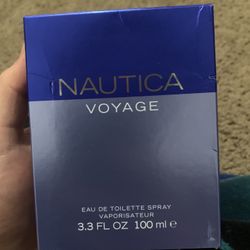 NAUTICA
VOYAGE
EAU DE TOILETTE SPRAY
VAPORISATEUR
3.3 FL OZ 100 ml ℮